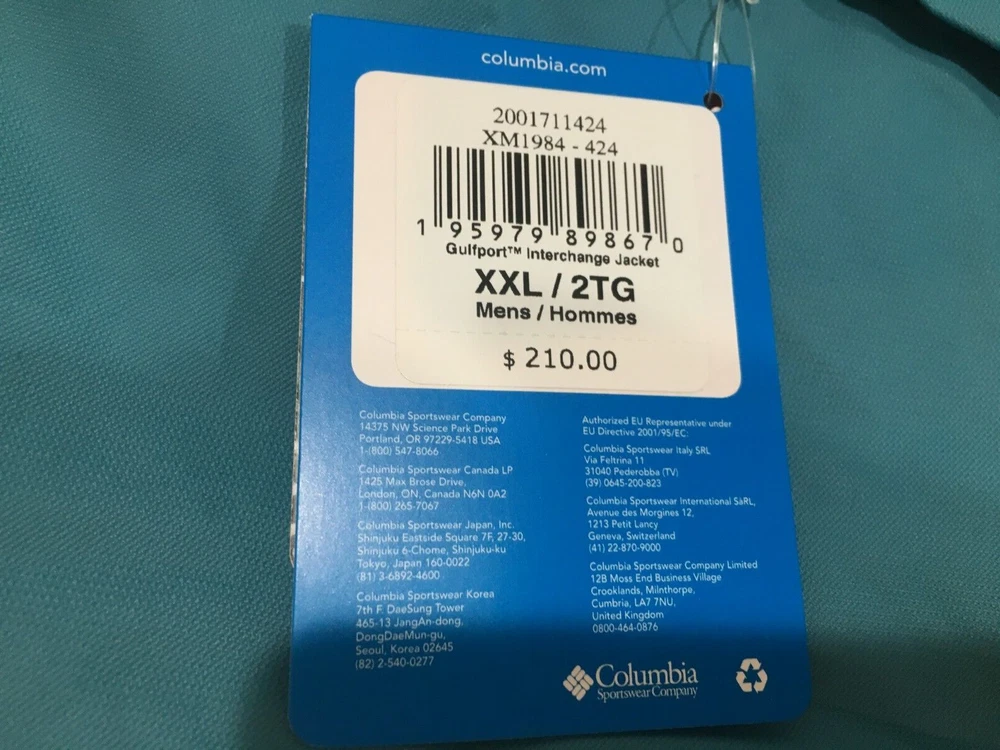 columbia.com
2001711424
XM1984 - 424
1 95979 89867 0
Gulfport™ Interchange Jacket
XXL / 2TG
Mens / Hommes
$ 210.00
Columbia Sportswear Company
14375 NW Science Park Drive
Portland, OR 97229-5418 USA
1-(800) 547-8066
Columbia Sportswear Canada LP
1425 Max Brose Drive,
London, ON, Canada N6N 0A2
1-(800) 265-7067
Columbia Sportswear Japan, Inc.
Shinjuku Eastside Square 7F, 27-30,
Shinjuku 6-Chome, Shinjuku-ku
Tokyo, Japan 160-0022
(81) 3-6892-4600
Columbia Sportswear Korea
7th F. DaeSung Tower
465-13 JangAn-dong,
DongDaeMun-gu,
Seoul, Korea 02645
(82) 2-540-0277
Authorized EU Representative under
EU Directive 2001/95/EC:
Columbia Sportswear Italy SRL
Via Feltrina 11
31040 Pederobba (TV)
(39) 0645-200-823
Columbia Sportswear International SàRL,
Avenue des Morgines 12,
1213 Petit Lancy
Geneva, Switzerland
(41) 22-870-9000
Columbia Sportswear Company Limited
12B Moss End Business Village
Crooklands, Milnthorpe,
Cumbria, LA7 7NU,
United Kingdom
0800-464-0876
Columbia
Sportswear Company